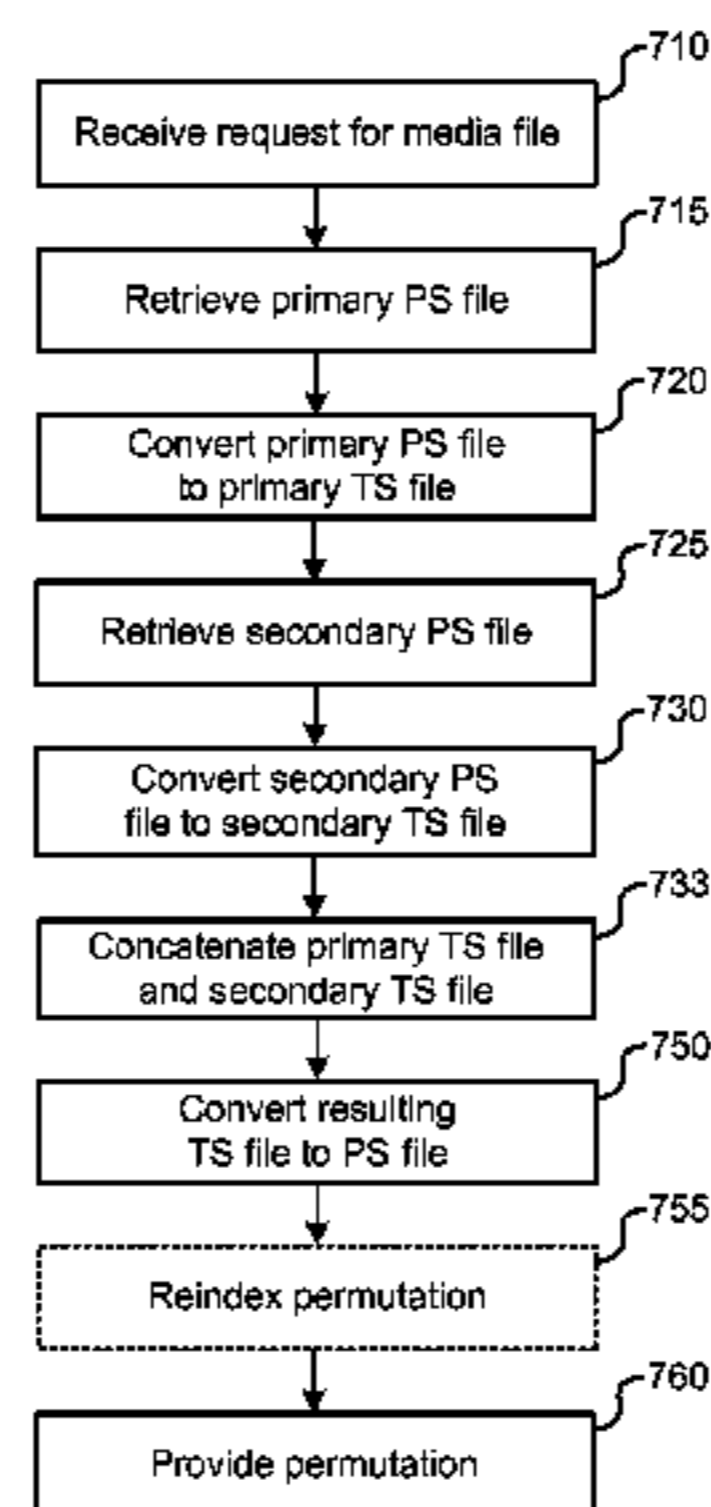 710
Receive request for media file
715
Retrieve primary PS file
720
Convert primary PS file
to primary TS file
725
Retrieve secondary PS file
730
Convert secondary PS
file to secondary TS file
733
Concatenate primary TS file
and secondary TS file
750
Convert resulting
TS file to PS file
755
Reindex permutation
760
Provide permutation